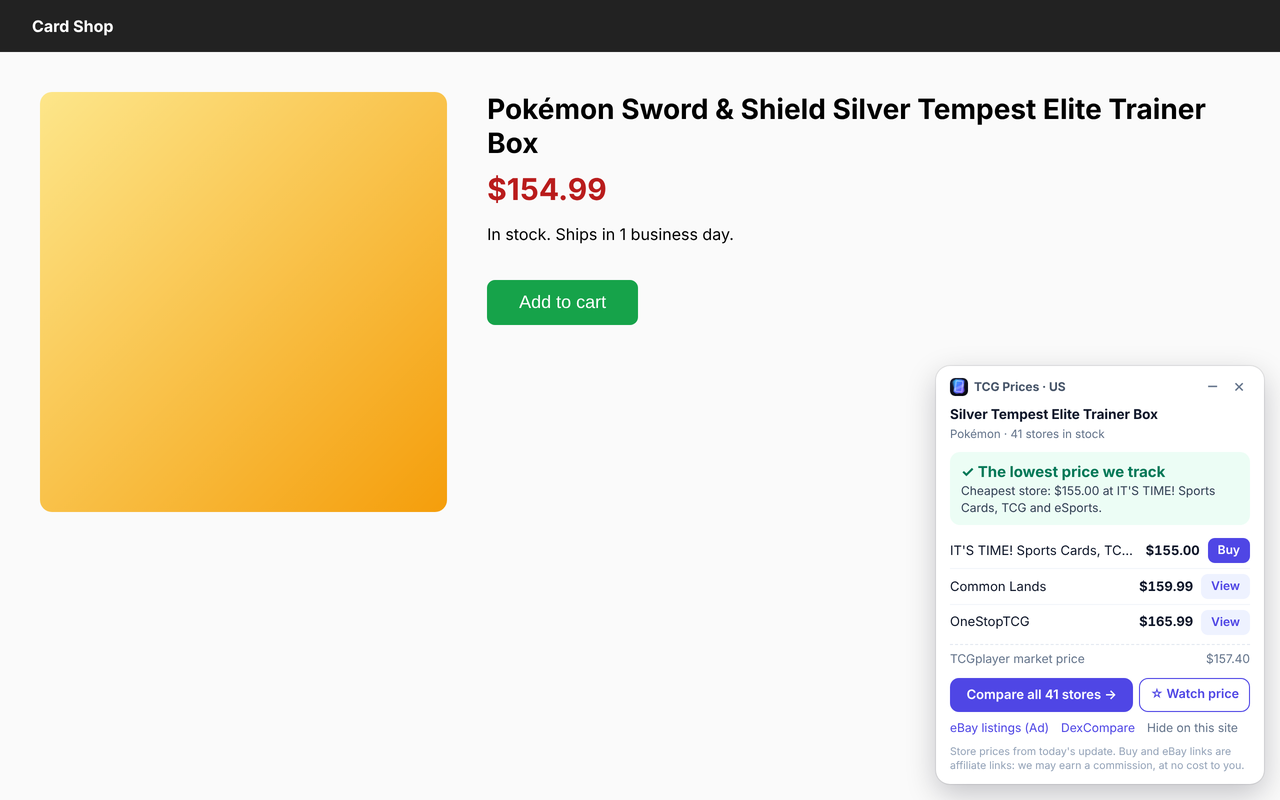 Card Shop
Pokémon Sword & Shield Silver Tempest Elite Trainer
Box
$154.99
In stock. Ships in 1 business day.
Add to cart
TCG Prices · US
Silver Tempest Elite Trainer Box
Pokémon · 41 stores in stock
✓ The lowest price we track
Cheapest store: $155.00 at IT'S TIME! Sports
Cards, TCG and eSports.
IT'S TIME! Sports Cards, TC... $155.00 Buy
Common Lands $159.99 View
OneStopTCG $165.99 View
TCGplayer market price $157.40
Compare all 41 stores → ☆ Watch price
eBay listings (Ad) DexCompare Hide on this site
Store prices from today's update. Buy and eBay links are
affiliate links: we may earn a commission, at no cost to you.